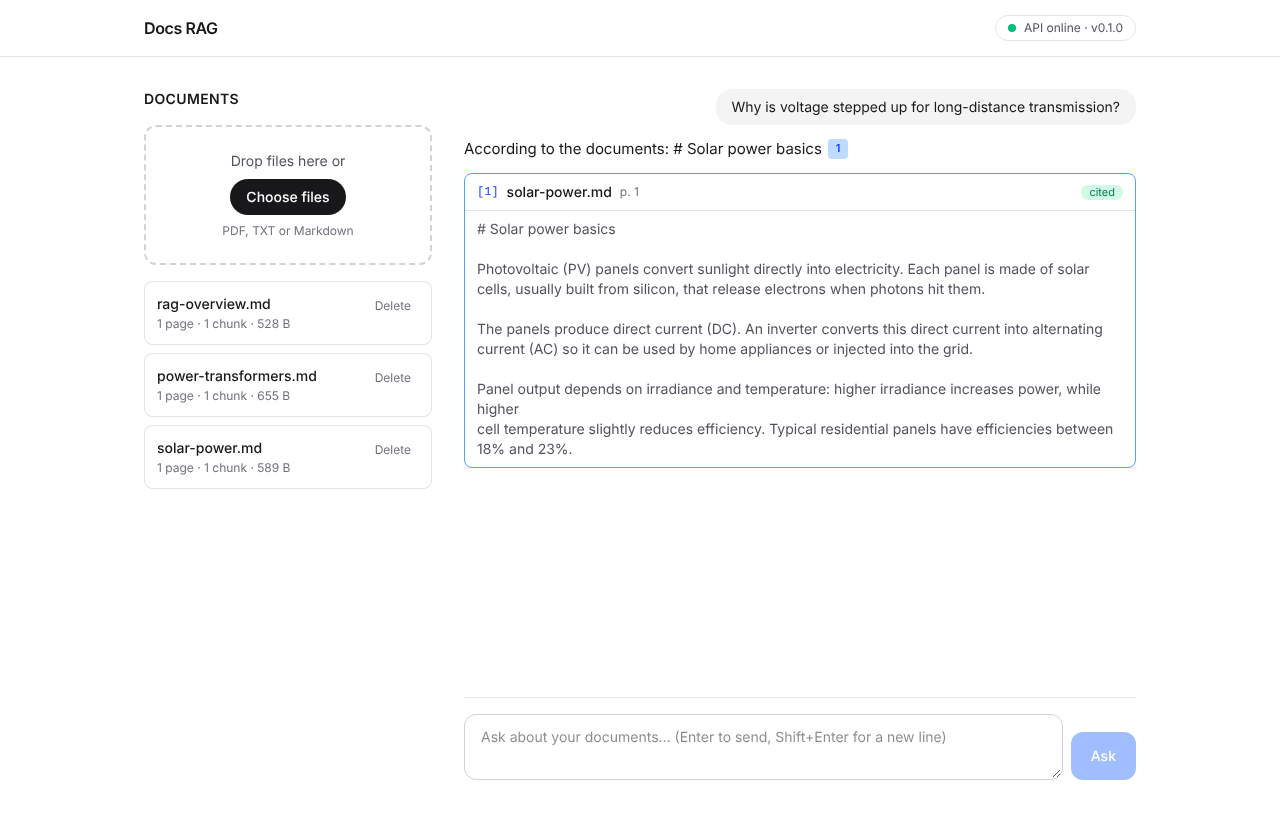 Docs RAG
API online · v0.1.0
DOCUMENTS
Drop files here or
Choose files
PDF, TXT or Markdown
rag-overview.md
Delete
1 page · 1 chunk · 528 B
power-transformers.md
Delete
1 page · 1 chunk · 655 B
solar-power.md
Delete
1 page · 1 chunk · 589 B
Why is voltage stepped up for long-distance transmission?
According to the documents: # Solar power basics 1
[1] solar-power.md p. 1
cited
# Solar power basics
Photovoltaic (PV) panels convert sunlight directly into electricity. Each panel is made of solar
cells, usually built from silicon, that release electrons when photons hit them.
The panels produce direct current (DC). An inverter converts this direct current into alternating
current (AC) so it can be used by home appliances or injected into the grid.
Panel output depends on irradiance and temperature: higher irradiance increases power, while
higher
cell temperature slightly reduces efficiency. Typical residential panels have efficiencies between
18% and 23%.
Ask about your documents... (Enter to send, Shift+Enter for a new line)
Ask